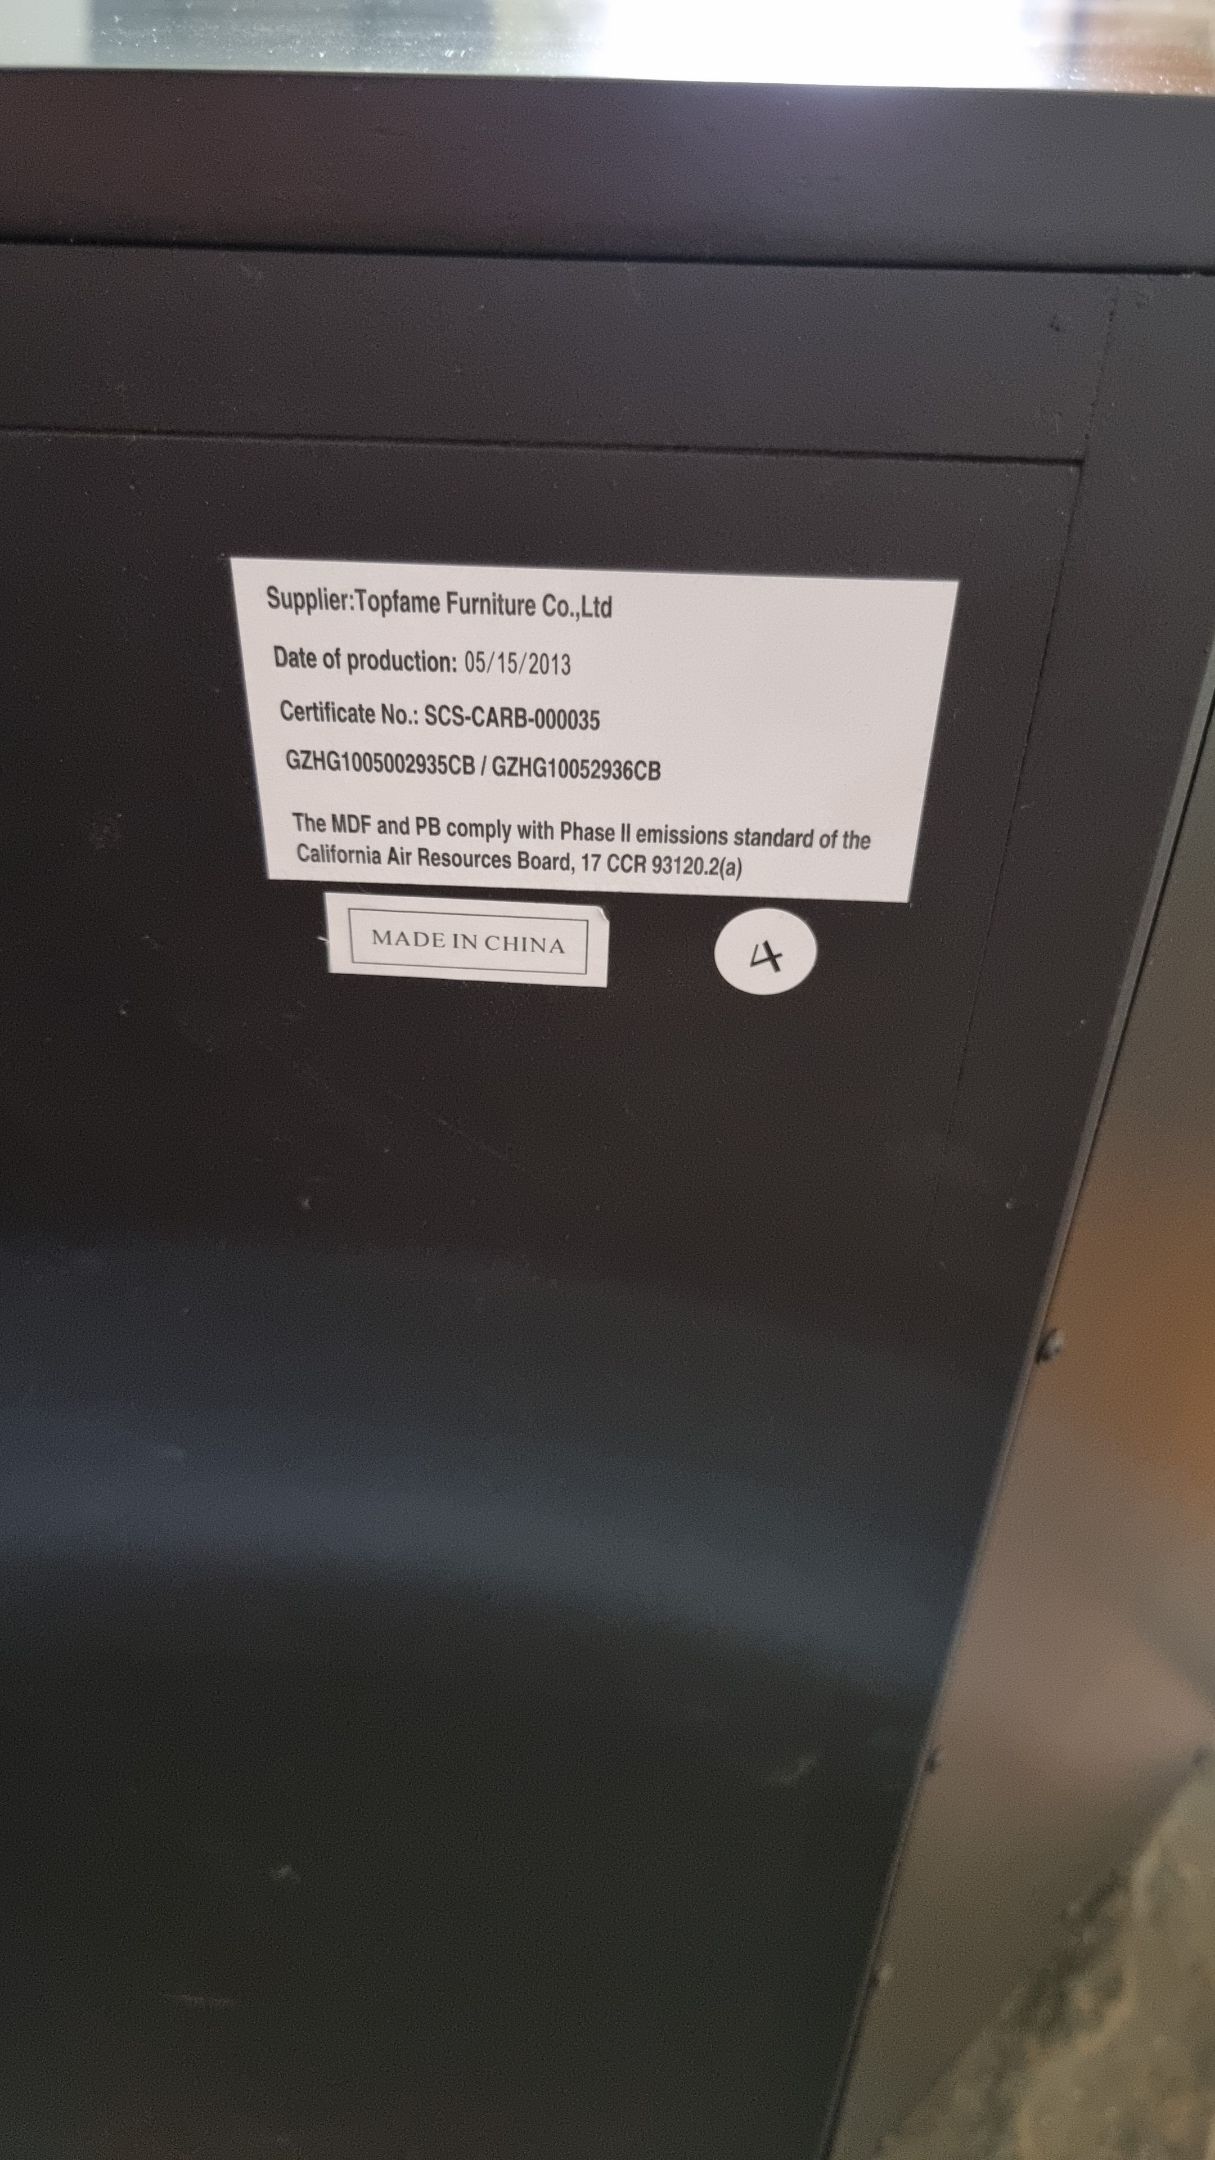 Supplier:Topfame Furniture Co.,Ltd
Date of production: 05/15/2013
Certificate No.: SCS-CARB-000035
GZHG1005002935CB / GZHG10052936CB
The MDF and PB comply with Phase II emissions standard of the
California Air Resources Board, 17 CCR 93120.2(a)
MADE IN CHINA
4